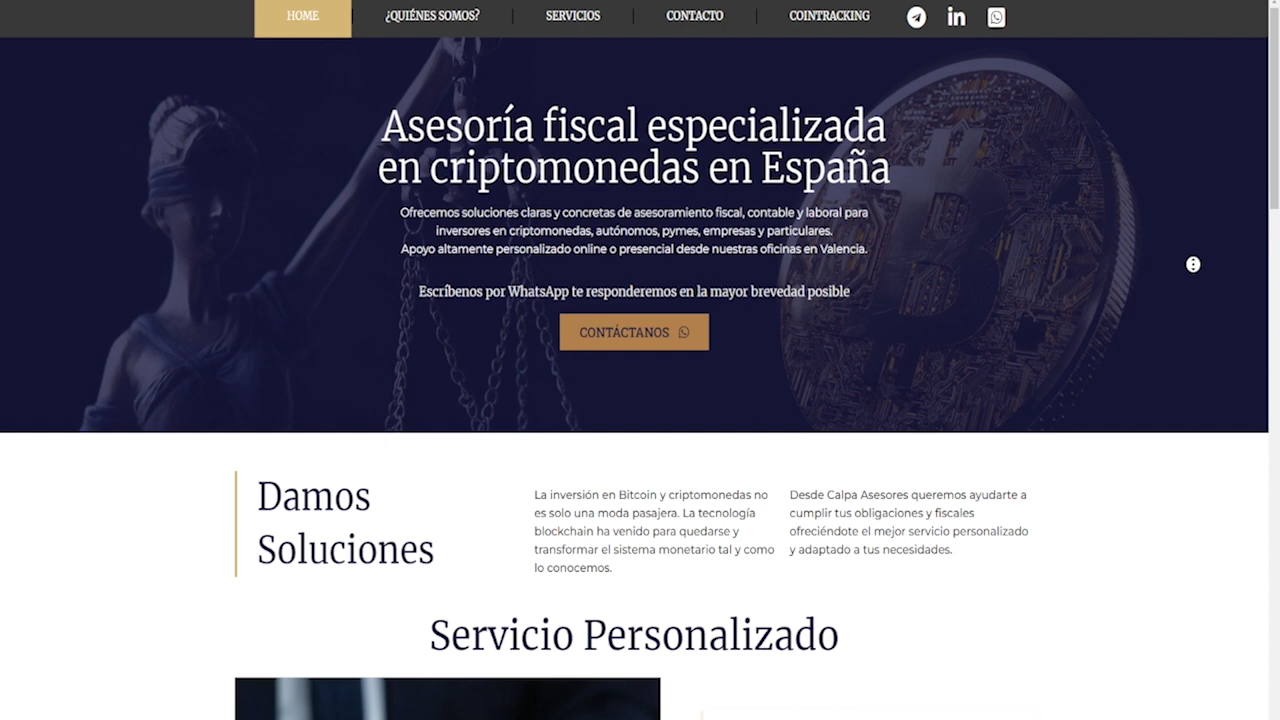 HOME
¿QUIÉNES SOMOS?
SERVICIOS
CONTACTO
COINTRACKING
Asesoría fiscal especializada
en criptomonedas en España
Ofrecemos soluciones claras y concretas de asesoramiento fiscal, contable y laboral para
inversores en criptomonedas, autónomos, pymes, empresas y particulares.
Apoyo altamente personalizado online o presencial desde nuestras oficinas en Valencia.
Escríbenos por WhatsApp te responderemos en la mayor brevedad posible
CONTÁCTANOS
Damos
Soluciones
La inversión en Bitcoin y criptomonedas no
es solo una moda pasajera. La tecnología
blockchain ha venido para quedarse y
transformar el sistema monetario tal y como
lo conocemos.
Desde Calpa Asesores queremos ayudarte a
cumplir tus obligaciones y fiscales
ofreciéndote el mejor servicio personalizado
y adaptado a tus necesidades.
Servicio Personalizado